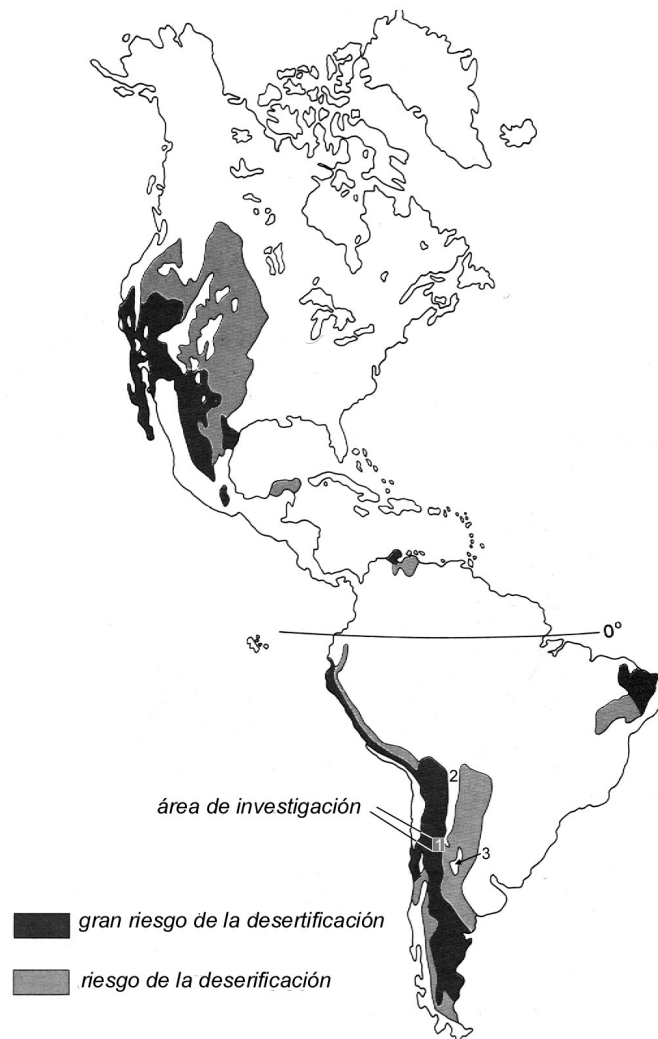 0°
2
área de investigación
1
3
gran riesgo de la desertificación
riesgo de la deserificación